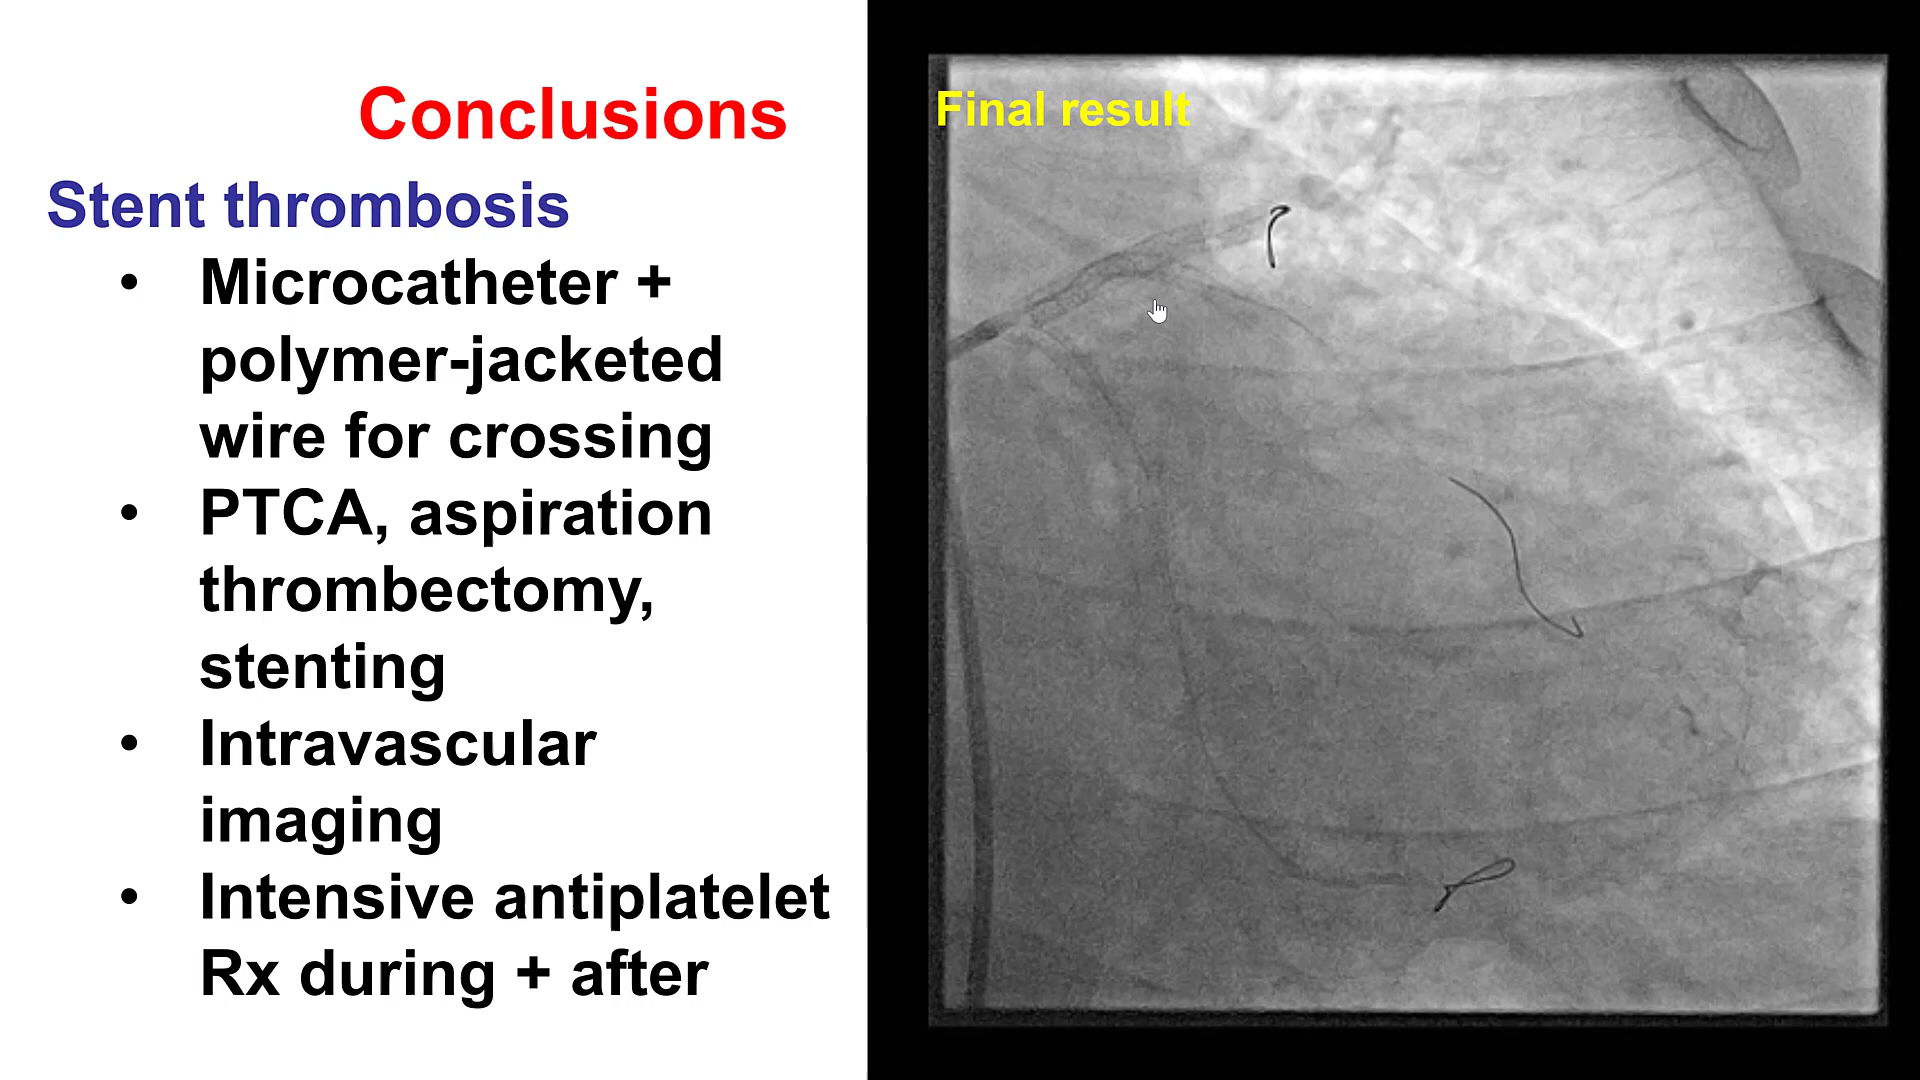 Conclusions
Stent thrombosis
• Microcatheter +
polymer-jacketed
wire for crossing
• PTCA, aspiration
thrombectomy,
stenting
• Intravascular
imaging
• Intensive antiplatelet
Rx during + after
Final result